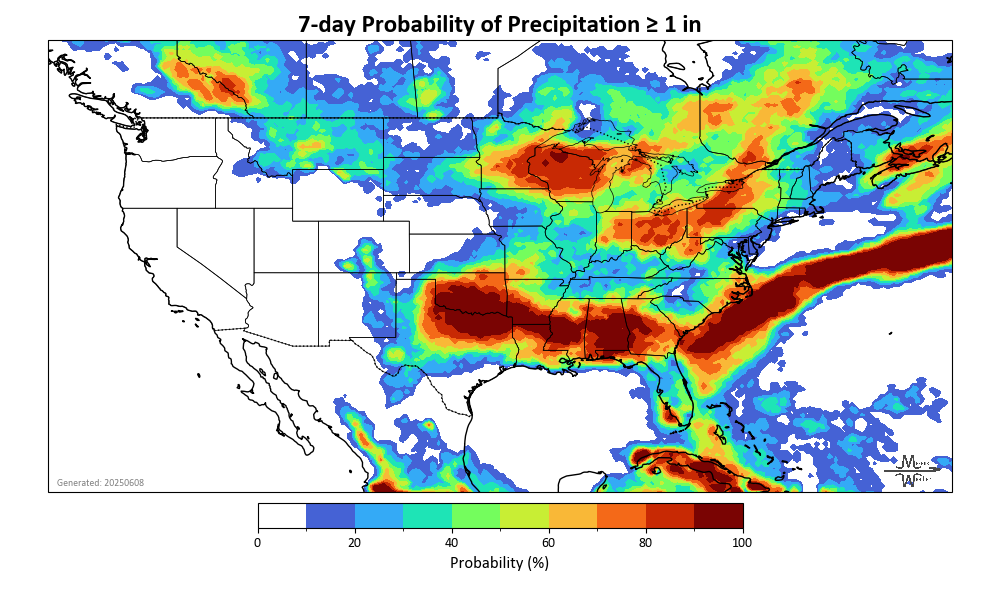 7-day Probability of Precipitation ≥ 1 in
Generated: 20250608
0 20 40 60 80 100
Probability (%)